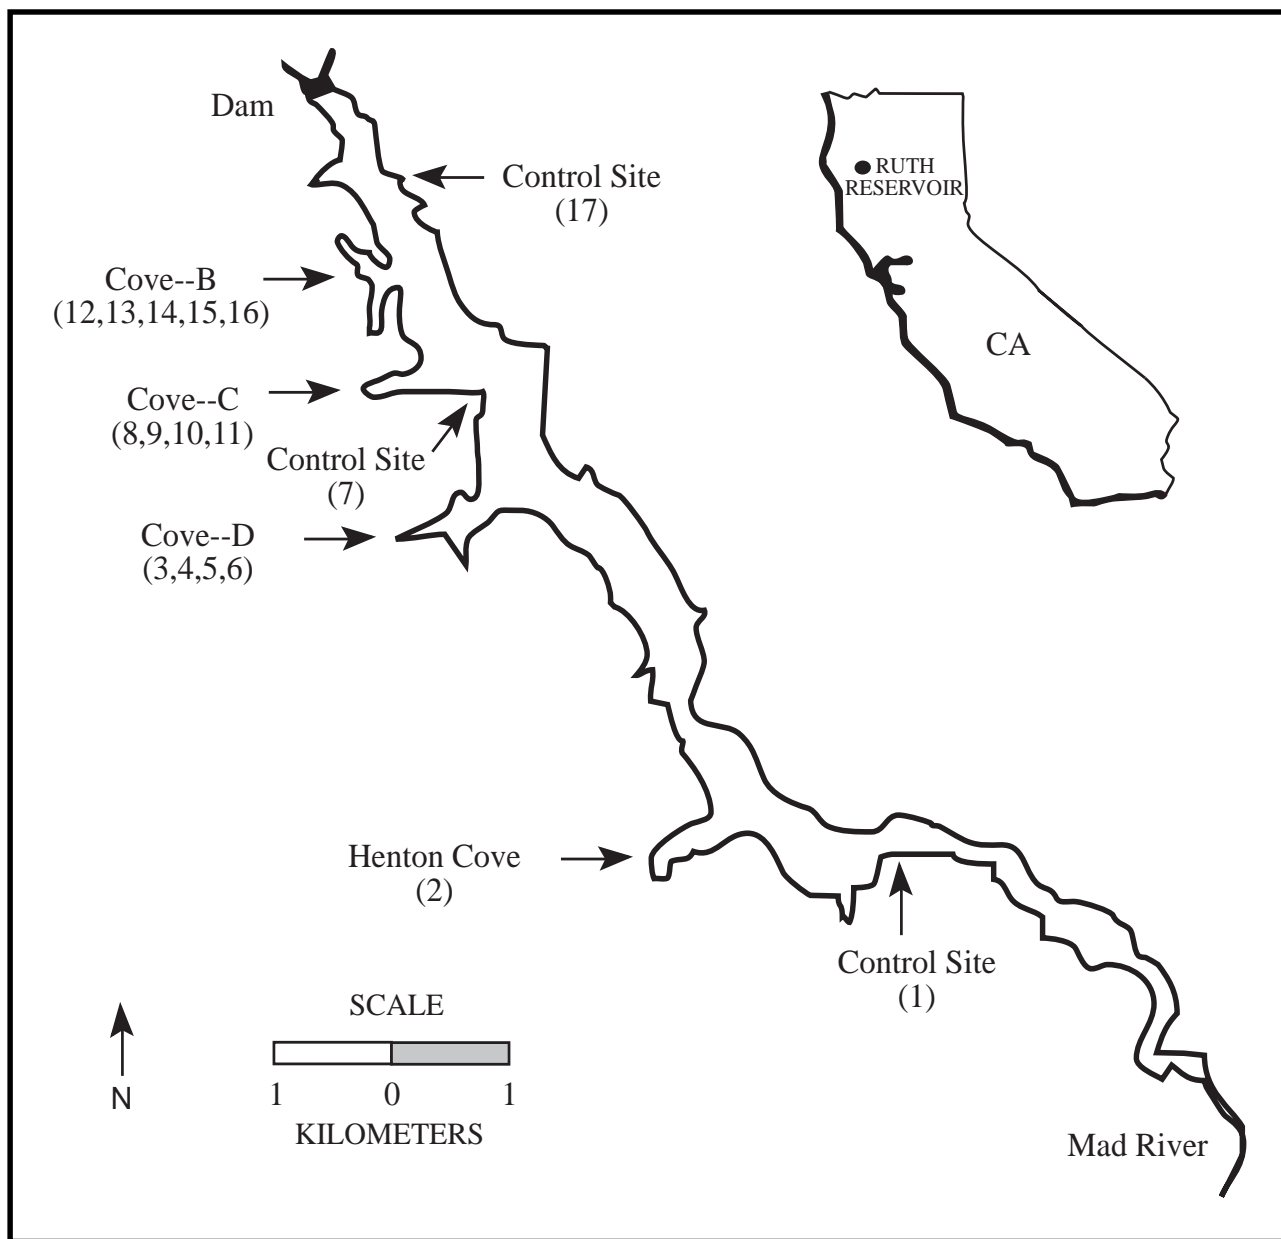 Dam
Control Site
(17)
RUTH
RESERVOIR
Cove--B
(12,13,14,15,16)
CA
Cove--C
(8,9,10,11)
Control Site
(7)
Cove--D
(3,4,5,6)
Henton Cove
(2)
Control Site
(1)
SCALE
1 0 1
KILOMETERS
N
Mad River